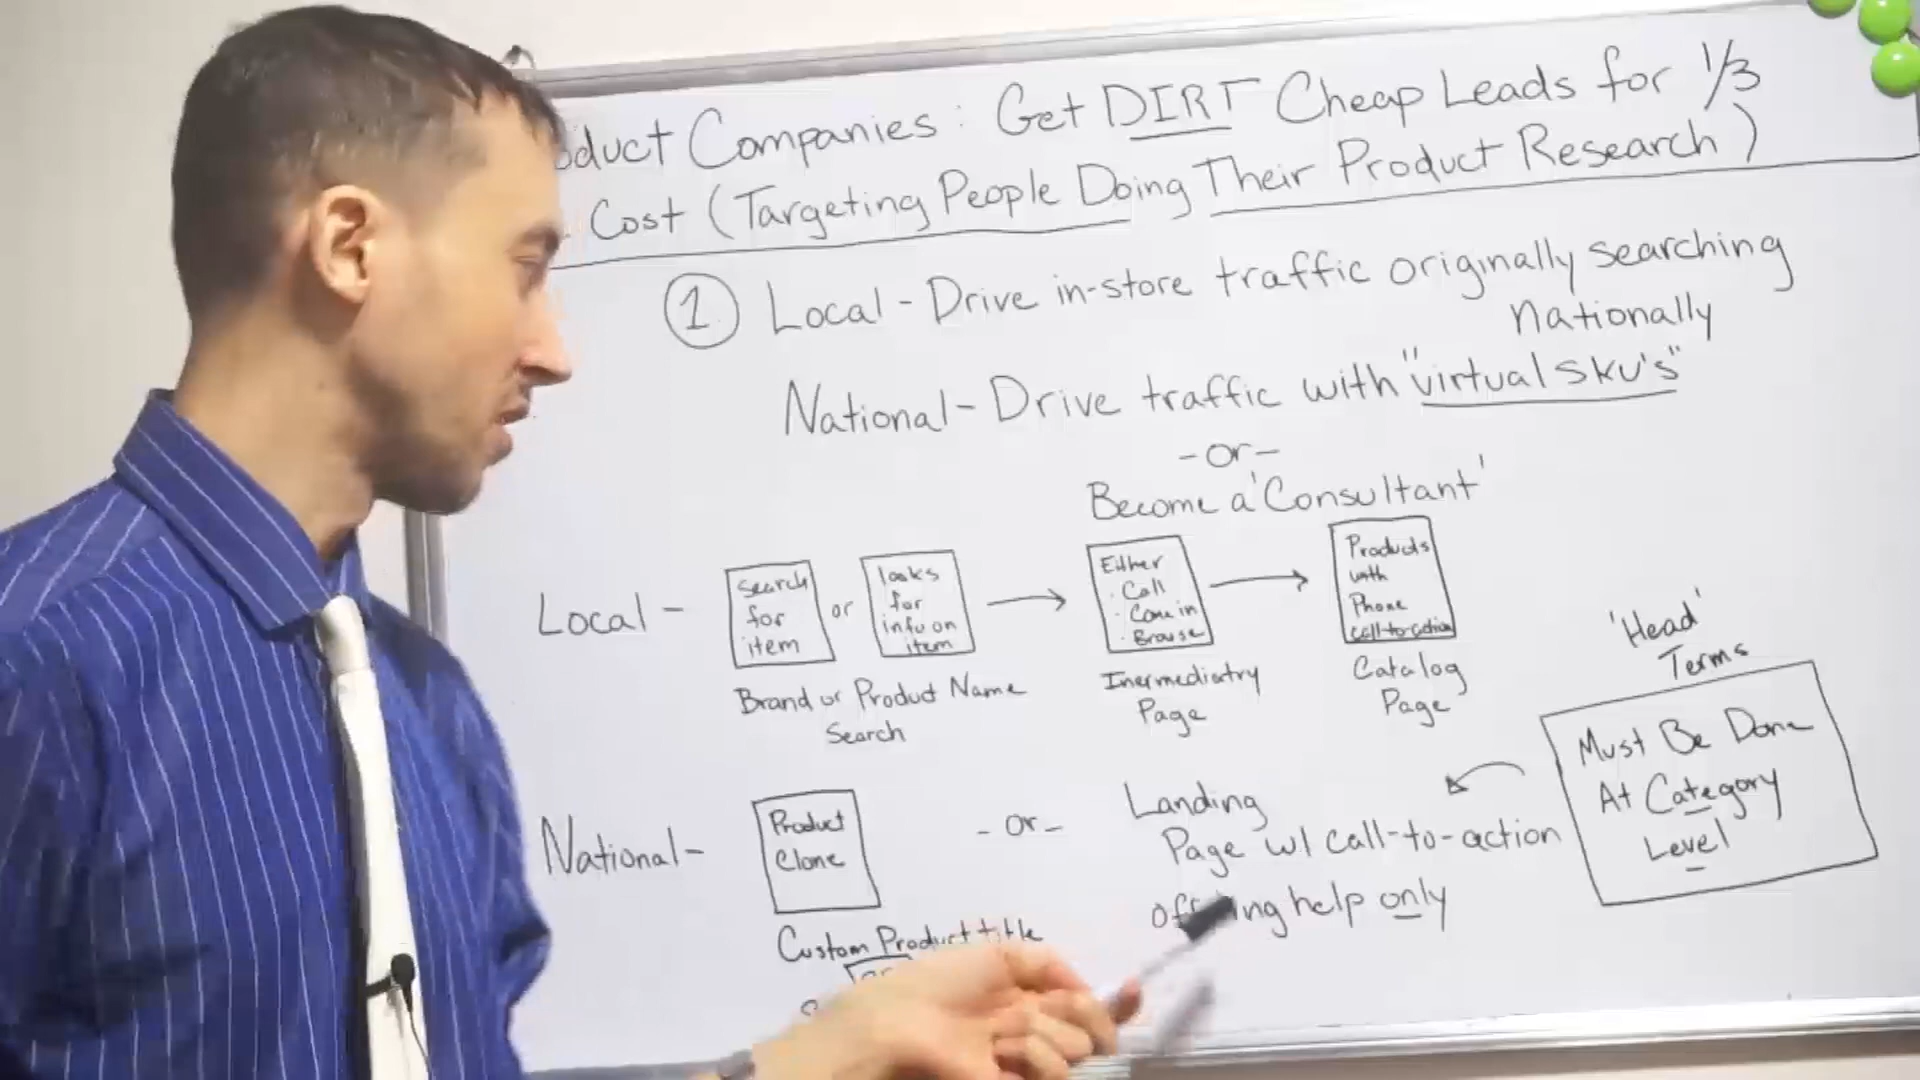 oduct Companies: Get DIRT Cheap Leads for 1/3
Cost (Targeting People Doing Their Product Research)
1 Local - Drive in-store traffic originally searching
nationally
National - Drive traffic with "virtual sku's"
- or -
Become a 'Consultant'
Local -
search
for
item
or
looks
for
info on
item
Either
· Call
· Come in
· Browse
Products
with
Phone
call-to-action
Brand or Product Name
Search
Inermediatry
Page
Catalog
Page
'Head'
Terms
Must Be Done
At Category
Level
National -
Product
Clone
- or -
Landing
Page w/ call-to-action
help only
Custom Product title